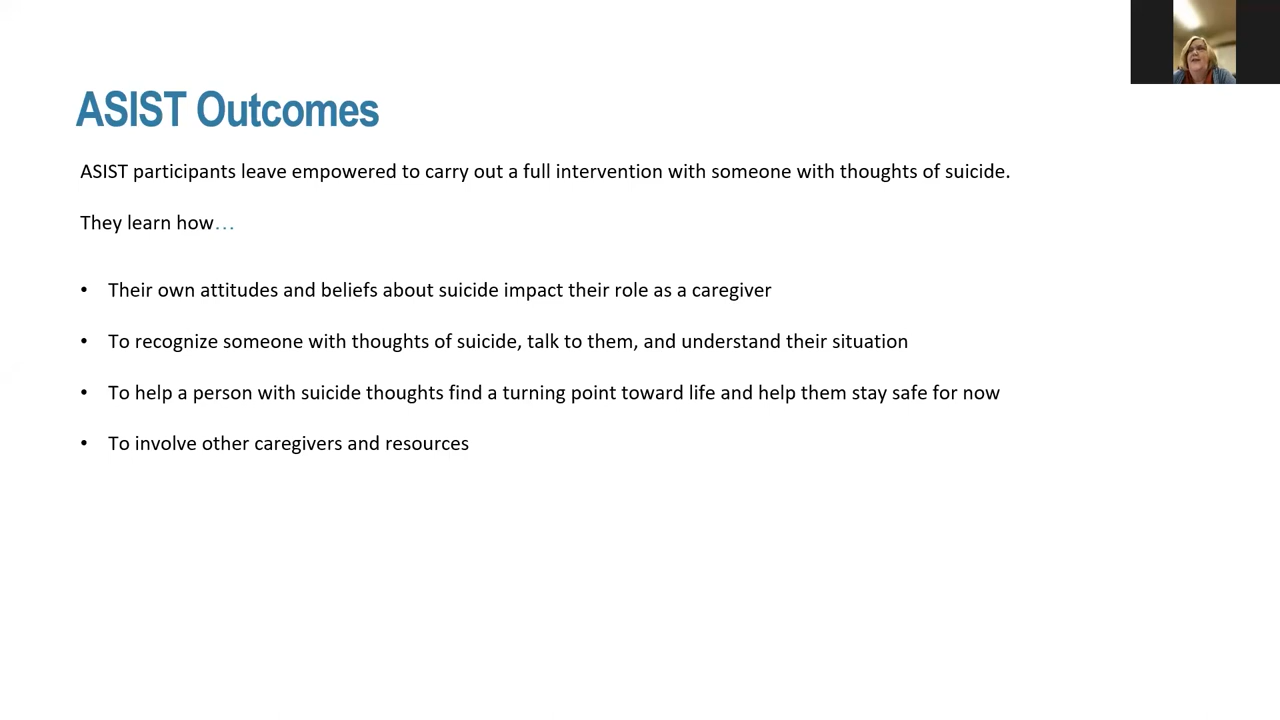 ASIST Outcomes
ASIST participants leave empowered to carry out a full intervention with someone with thoughts of suicide.
They learn how...
• Their own attitudes and beliefs about suicide impact their role as a caregiver
• To recognize someone with thoughts of suicide, talk to them, and understand their situation
• To help a person with suicide thoughts find a turning point toward life and help them stay safe for now
• To involve other caregivers and resources